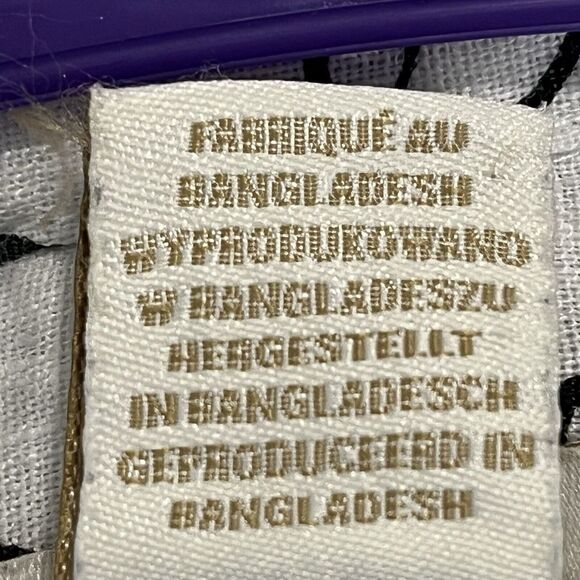 FABRIQUÉ AU
BANGLADESH
WYPRODUKOWANO
W BANGLADESZU
HERGESTELLT
IN BANGLADESCH
GEPRODUCEERD IN
BANGLADESH